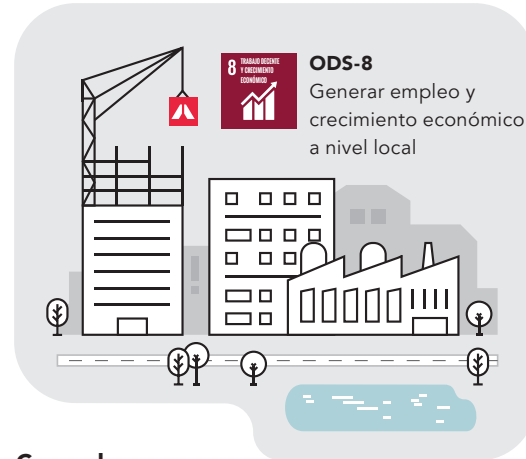 8 TRABAJO DECENTE
Y CRECIMIENTO
ECONÓMICO
ODS-8
Generar empleo y
crecimiento económico
a nivel local